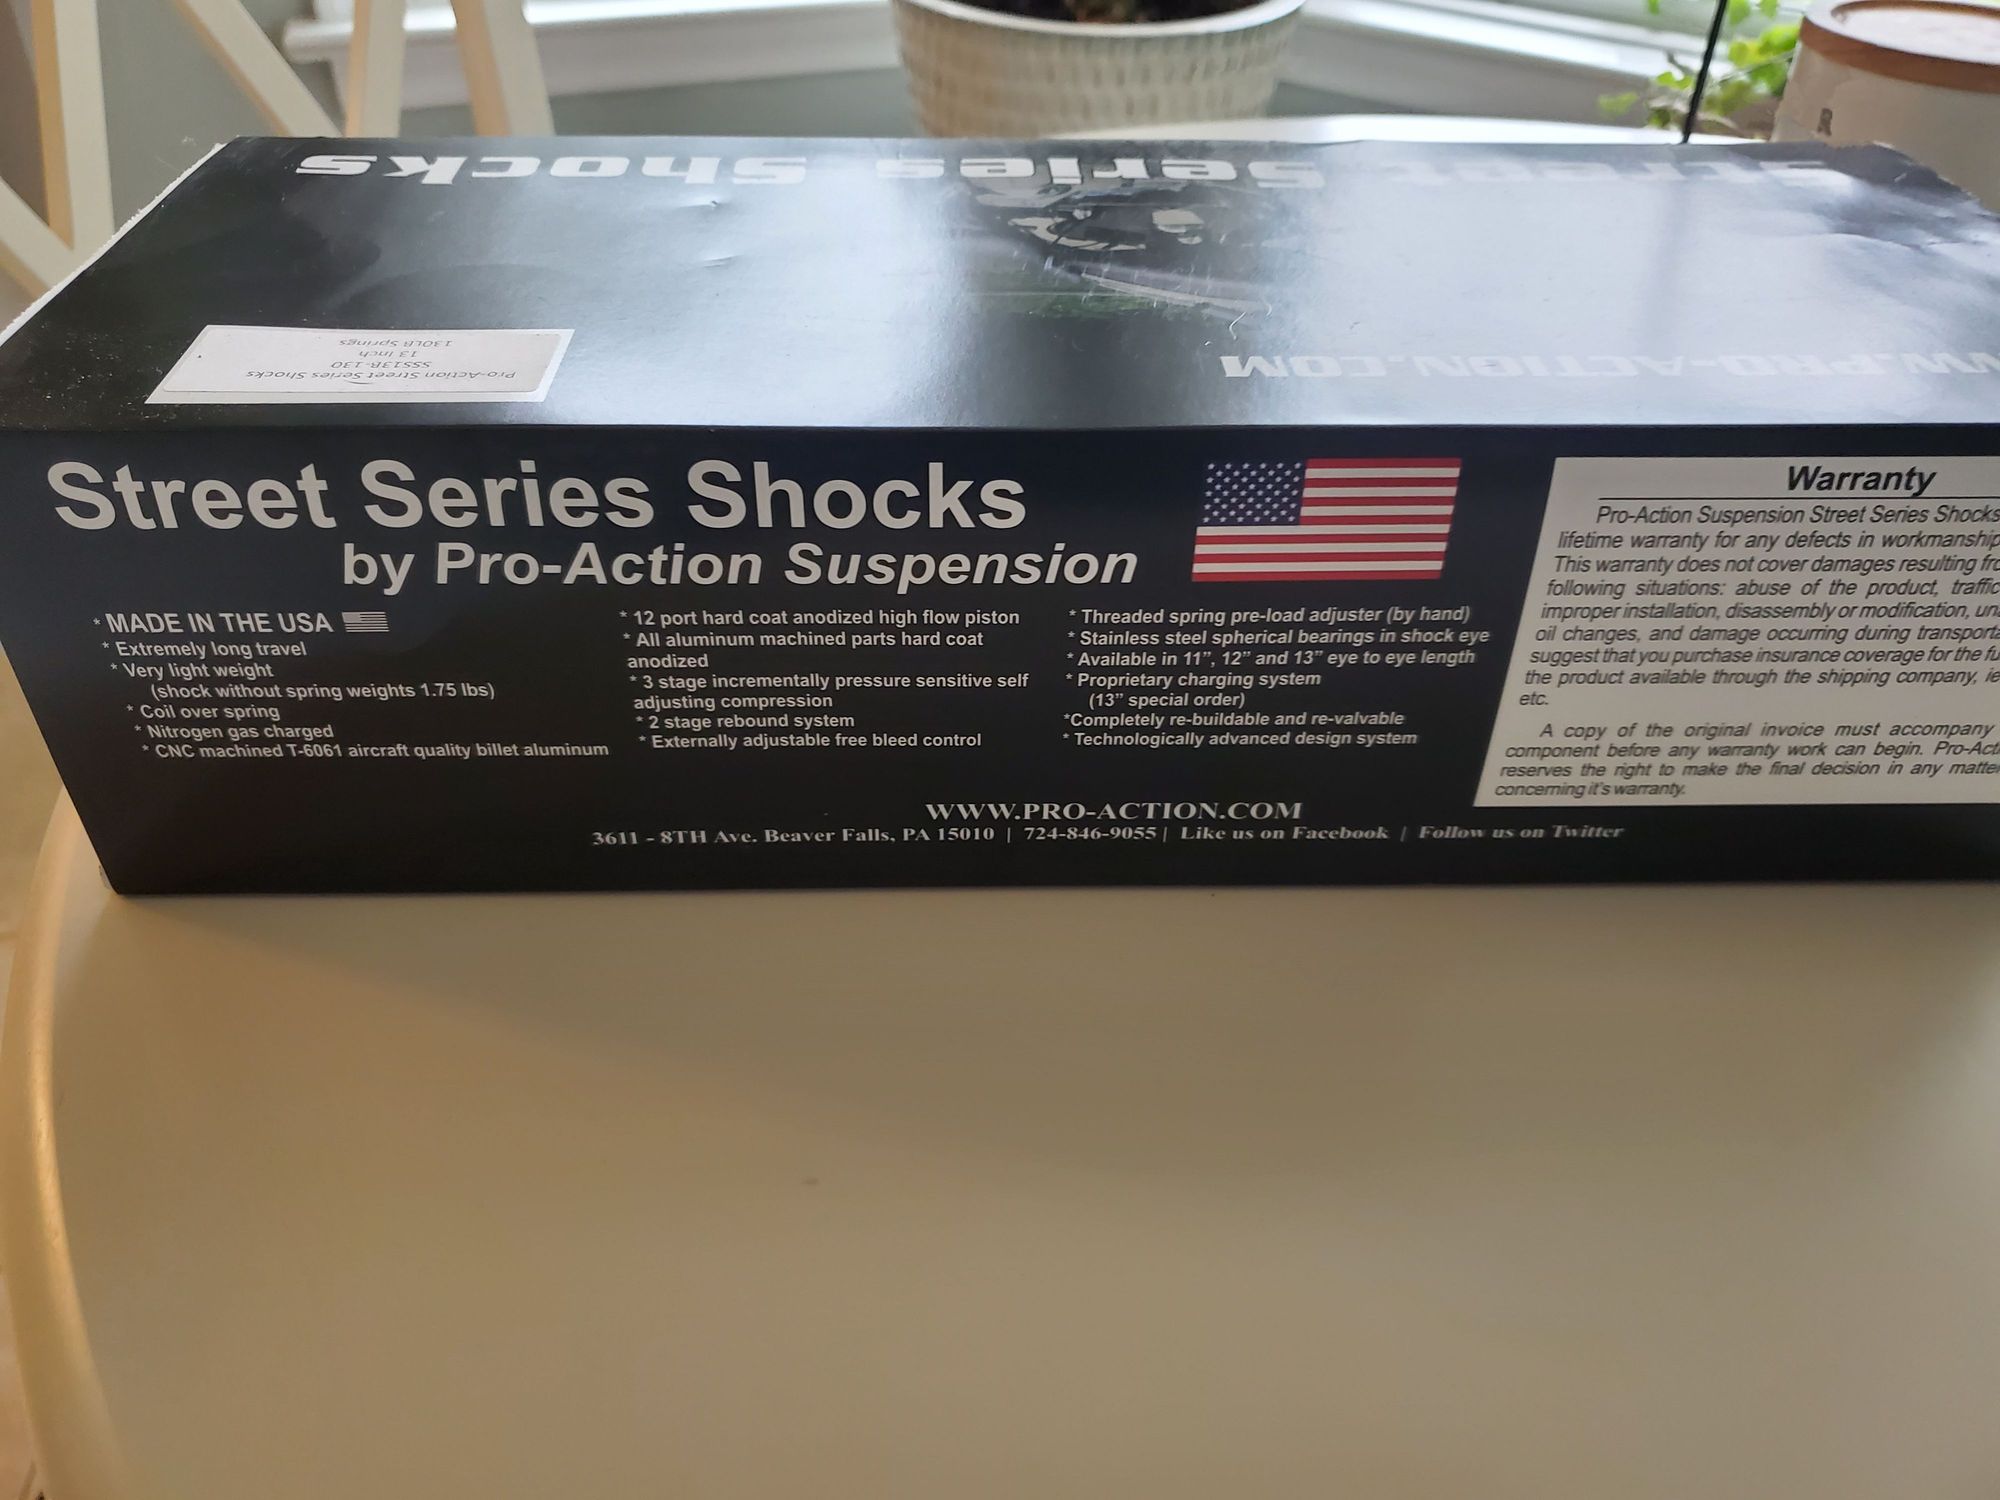 Street Series Shocks
WWW.PRO-ACTION.COM
Pro-Action Street Series Shocks
SSS13B-130
13 Inch
130LB Springs
Street Series Shocks
by Pro-Action Suspension
* MADE IN THE USA
* Extremely long travel
* Very light weight
(shock without spring weights 1.75 lbs)
* Coil over spring
* Nitrogen gas charged
* CNC machined T-6061 aircraft quality billet aluminum
* 12 port hard coat anodized high flow piston
* All aluminum machined parts hard coat
anodized
* 3 stage incrementally pressure sensitive self
adjusting compression
* 2 stage rebound system
* Externally adjustable free bleed control
* Threaded spring pre-load adjuster (by hand)
* Stainless steel spherical bearings in shock eye
* Available in 11”, 12” and 13” eye to eye length
* Proprietary charging system
(13” special order)
*Completely re-buildable and re-valvable
* Technologically advanced design system
Warranty
Pro-Action Suspension Street Series Shocks
lifetime warranty for any defects in workmanship
This warranty does not cover damages resulting
following situations: abuse of the product, traffic
improper installation, disassembly or modification,
oil changes, and damage occurring during
suggest that you purchase insurance coverage for the
the product available through the shipping company,
etc.
A copy of the original invoice must accompany
component before any warranty work can begin.
reserves the right to make the final decision in any
concerning it's warranty.
WWW.PRO-ACTION.COM
3611 - 8TH Ave. Beaver Falls, PA 15010 | 724-846-9055 | Like us on Facebook | Follow us on Twitter